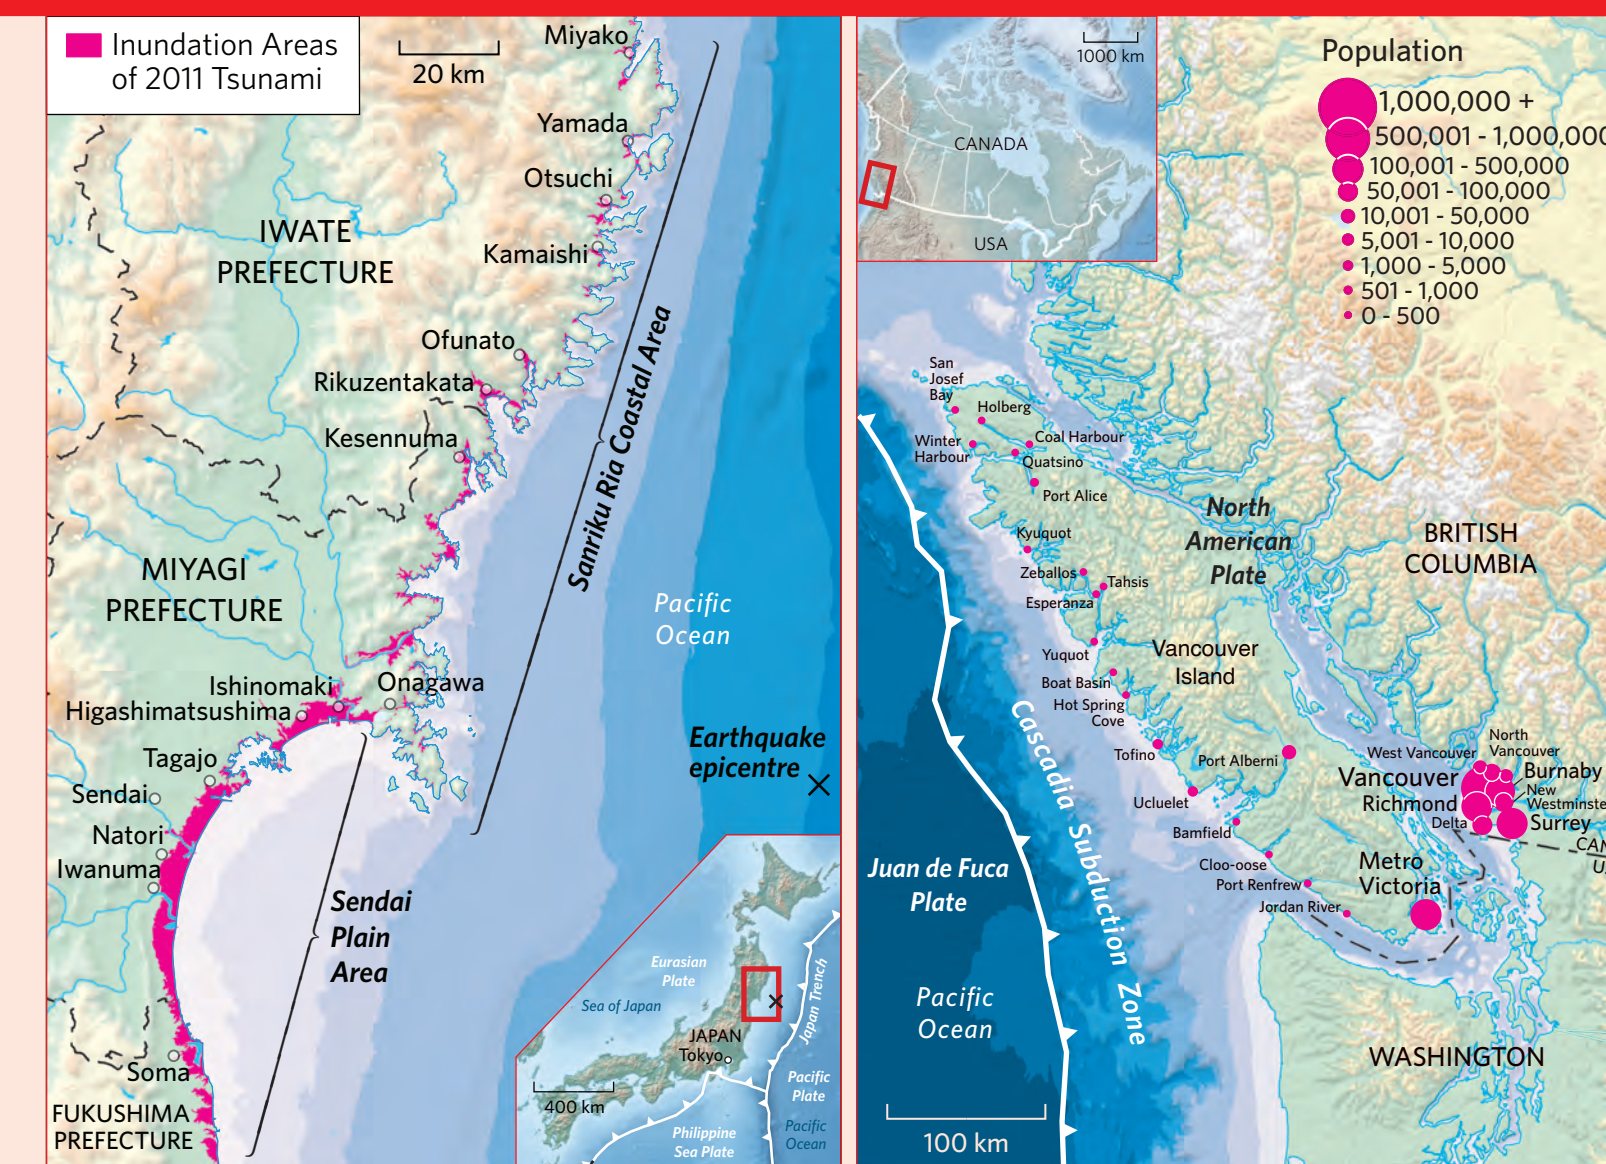 Inundation Areas
of 2011 Tsunami
20 km
Miyako
Yamada
Otsuchi
IWATE
PREFECTURE
Kamaishi
Ofunato
Rikuzentakata
Kesennuma
Sanriku Ria Coastal Area
MIYAGI
PREFECTURE
Pacific
Ocean
Ishinomaki
Onagawa
Higashimatsushima
Earthquake
epicentre
Tagajo
Sendai
Natori
Iwanuma
Sendai
Plain
Area
Soma
FUKUSHIMA
PREFECTURE
Eurasian
Plate
Sea of Japan
JAPAN
Tokyo
Japan Trench
400 km
Pacific
Plate
Pacific
Ocean
Philippine
Sea Plate
1000 km
CANADA
USA
Population
1,000,000 +
500,001 - 1,000,000
100,001 - 500,000
50,001 - 100,000
10,001 - 50,000
5,001 - 10,000
1,000 - 5,000
501 - 1,000
0 - 500
San
Josef
Bay
Holberg
Winter
Harbour
Coal Harbour
Quatsino
Port Alice
North
American
Plate
BRITISH
COLUMBIA
Kyuquot
Zeballos
Tahsis
Esperanza
Yuquot
Vancouver
Island
Boat Basin
Hot Spring
Cove
Tofino
Port Alberni
Ucluelet
Bamfield
Cloo-oose
Port Renfrew
Jordan River
West Vancouver
North
Vancouver
Vancouver
Burnaby
New
Westminste
Richmond
Delta
Surrey
CAN
U
Metro
Victoria
Cascadia Subduction Zone
Juan de Fuca
Plate
Pacific
Ocean
WASHINGTON
100 km